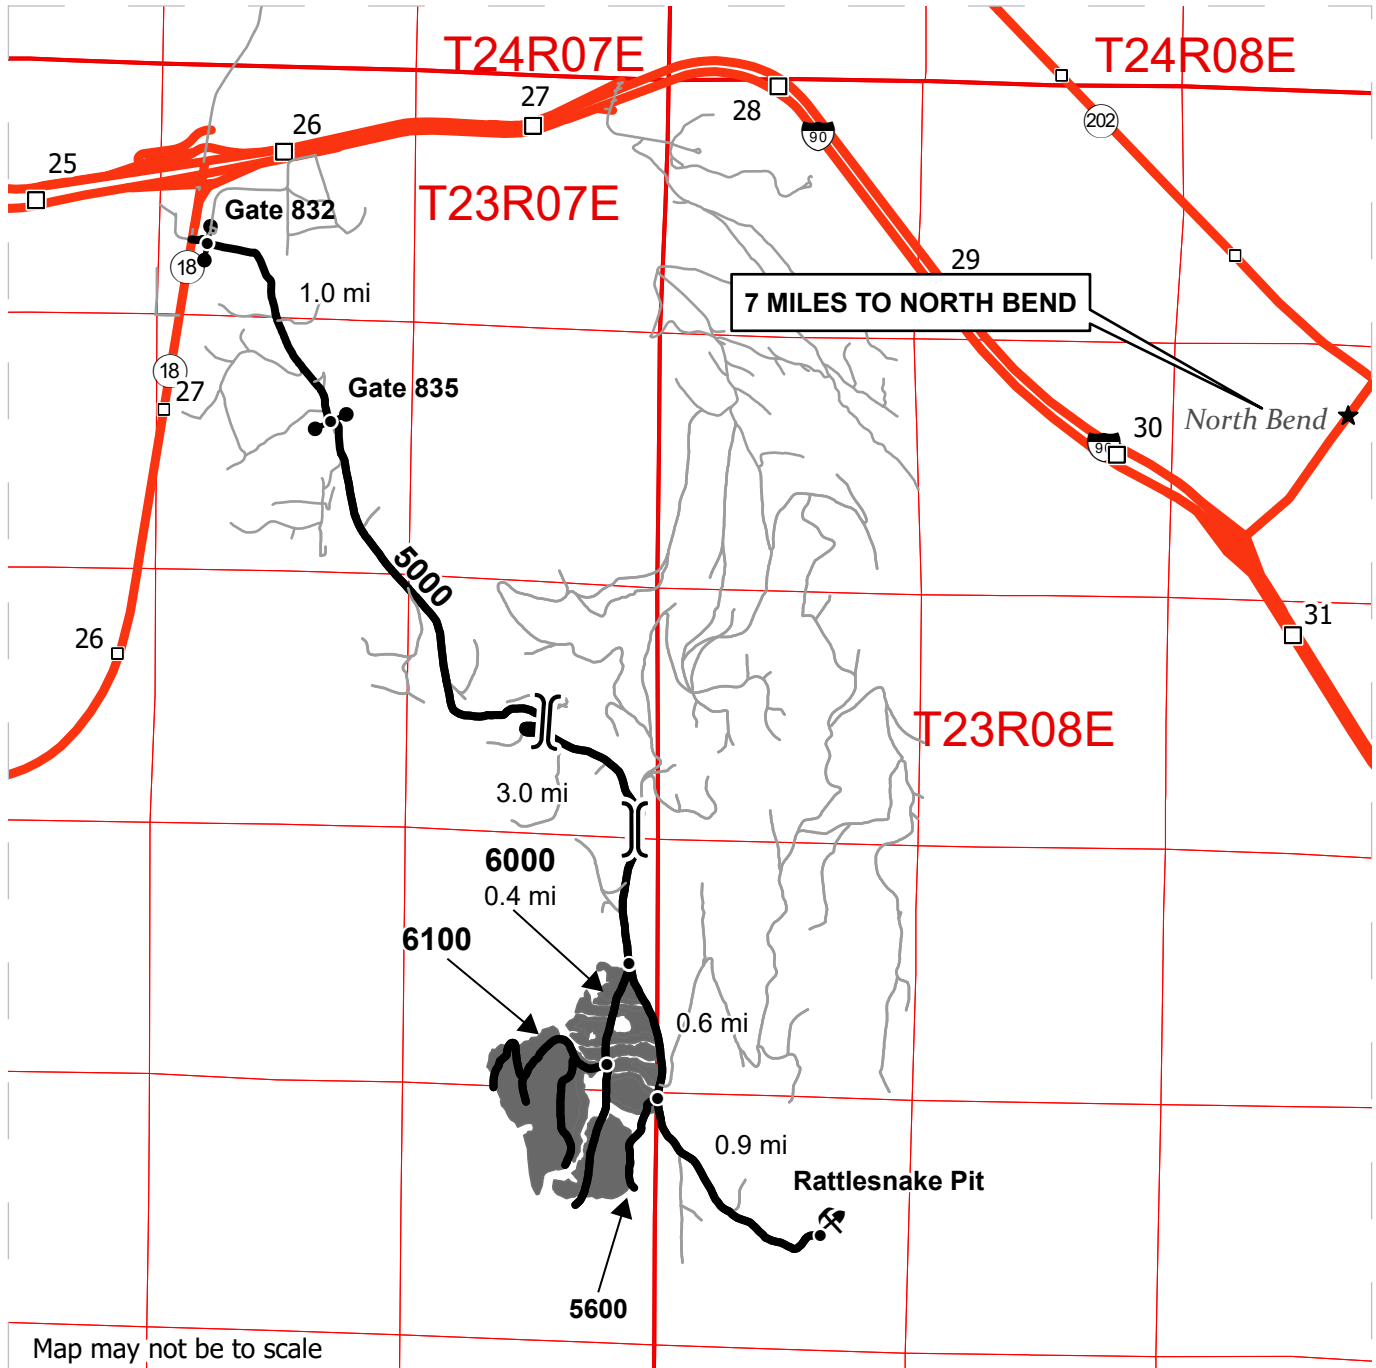 T24R07E
T24R08E
27
28
202
90
26
25
T23R07E
Gate 832
18
29
1.0 mi
7 MILES TO NORTH BEND
18
27
Gate 835
North Bend
30
90
5000
31
26
T23R08E
3.0 mi
6000
0.4 mi
6100
0.6 mi
0.9 mi
Rattlesnake Pit
5600
Map may not be to scale